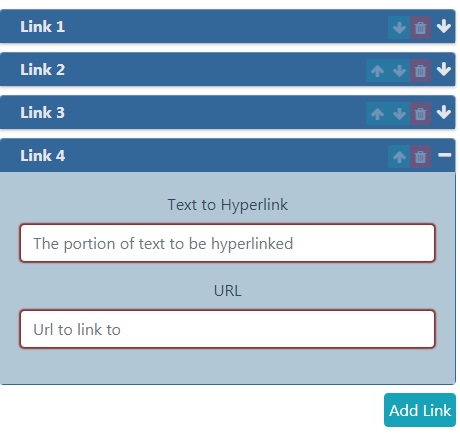 Link 1
Link 2
Link 3
Link 4
Text to Hyperlink
The portion of text to be hyperlinked
URL
Url to link to
Add Link